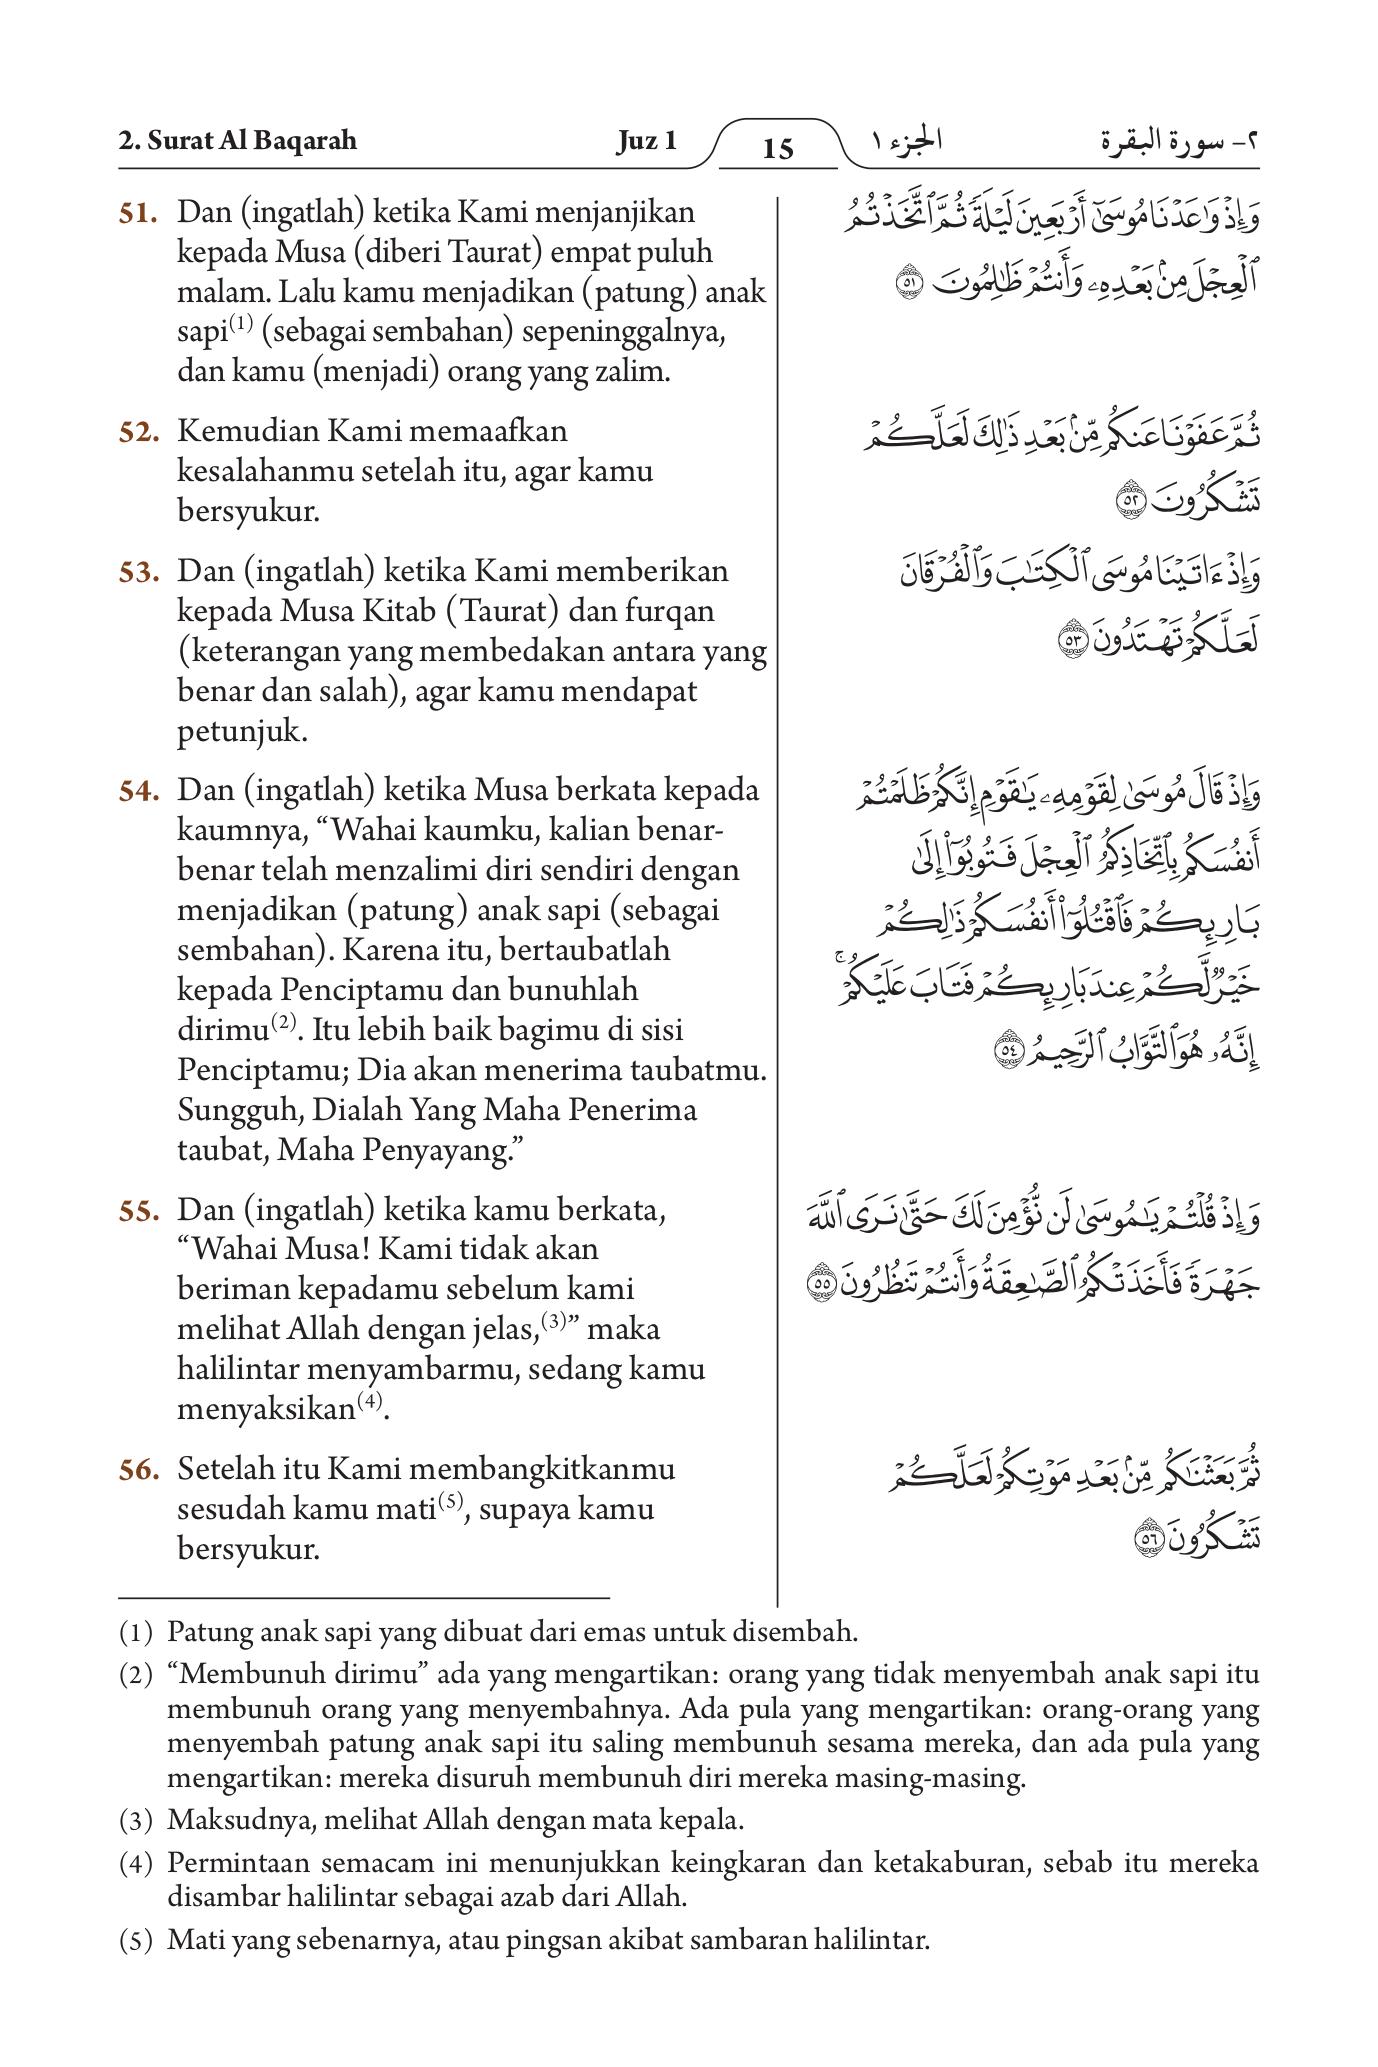 2. Surat Al Baqarah
Juz 1
15
الجزء ١
٢- سورة البقرة
51. Dan (ingatlah) ketika Kami menjanjikan
kepada Musa (diberi Taurat) empat puluh
malam. Lalu kamu menjadikan (patung) anak
sapi(1) (sebagai sembahan) sepeninggalnya,
dan kamu (menjadi) orang yang zalim.
وَإِذْ وَٰعَدْنَا مُوسَىٰٓ أَرْبَعِينَ لَيْلَةً ثُمَّ ٱتَّخَذْتُمُ
ٱلْعِجْلَ مِنۢ بَعْدِهِۦ وَأَنتُمْ ظَٰلِمُونَ ٥١
52. Kemudian Kami memaafkan
kesalahanmu setelah itu, agar kamu
bersyukur.
ثُمَّ عَفَوْنَا عَنكُم مِّنۢ بَعْدِ ذَٰلِكَ لَعَلَّكُمْ
تَشْكُرُونَ ٥٢
53. Dan (ingatlah) ketika Kami memberikan
kepada Musa Kitab (Taurat) dan furqan
(keterangan yang membedakan antara yang
benar dan salah), agar kamu mendapat
petunjuk.
وَإِذْ ءَاتَيْنَا مُوسَى ٱلْكِتَٰبَ وَٱلْفُرْقَانَ
لَعَلَّكُمْ تَهْتَدُونَ ٥٣
54. Dan (ingatlah) ketika Musa berkata kepada
kaumnya, “Wahai kaumku, kalian benar-
benar telah menzalimi diri sendiri dengan
menjadikan (patung) anak sapi (sebagai
sembahan). Karena itu, bertaubatlah
kepada Penciptamu dan bunuhlah
dirimu(2). Itu lebih baik bagimu di sisi
Penciptamu; Dia akan menerima taubatmu.
Sungguh, Dialah Yang Maha Penerima
taubat, Maha Penyayang.”
وَإِذْ قَالَ مُوسَىٰ لِقَوْمِهِۦ يَٰقَوْمِ إِنَّكُمْ ظَلَمْتُمْ
أَنفُسَكُم بِٱتِّخَاذِكُمُ ٱلْعِجْلَ فَتُوبُوٓا۟ إِلَىٰ
بَارِئِكُمْ فَٱقْتُلُوٓا۟ أَنفُسَكُمْ ذَٰلِكُمْ
خَيْرٌ لَّكُمْ عِندَ بَارِئِكُمْ فَتَابَ عَلَيْكُمْ ۚ
إِنَّهُۥ هُوَ ٱلتَّوَّابُ ٱلرَّحِيمُ ٥٤
55. Dan (ingatlah) ketika kamu berkata,
“Wahai Musa! Kami tidak akan
beriman kepadamu sebelum kami
melihat Allah dengan jelas,(3)” maka
halilintar menyambarmu, sedang kamu
menyaksikan(4).
وَإِذْ قُلْتُمْ يَٰمُوسَىٰ لَن نُّؤْمِنَ لَكَ حَتَّىٰ نَرَى ٱللَّهَ
جَهْرَةً فَأَخَذَتْكُمُ ٱلصَّٰعِقَةُ وَأَنتُمْ تَنظُرُونَ ٥٥
56. Setelah itu Kami membangkitkanmu
sesudah kamu mati(5), supaya kamu
bersyukur.
ثُمَّ بَعَثْنَٰكُم مِّنۢ بَعْدِ مَوْتِكُمْ لَعَلَّكُمْ
تَشْكُرُونَ ٥٦
(1) Patung anak sapi yang dibuat dari emas untuk disembah.
(2) “Membunuh dirimu” ada yang mengartikan: orang yang tidak menyembah anak sapi itu
membunuh orang yang menyembahnya. Ada pula yang mengartikan: orang-orang yang
menyembah patung anak sapi itu saling membunuh sesama mereka, dan ada pula yang
mengartikan: mereka disuruh membunuh diri mereka masing-masing.
(3) Maksudnya, melihat Allah dengan mata kepala.
(4) Permintaan semacam ini menunjukkan keingkaran dan ketakaburan, sebab itu mereka
disambar halilintar sebagai azab dari Allah.
(5) Mati yang sebenarnya, atau pingsan akibat sambaran halilintar.